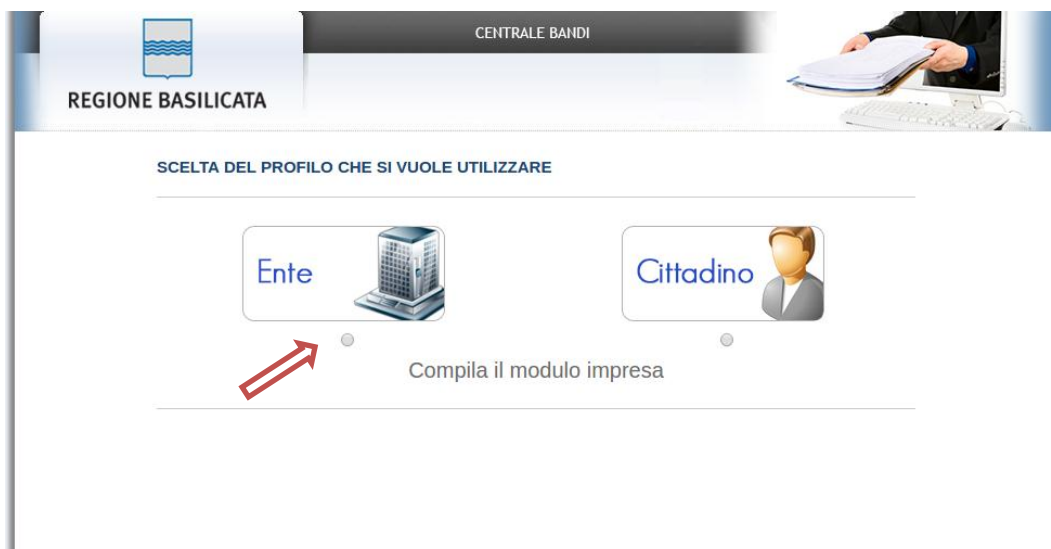 CENTRALE BANDI
REGIONE BASILICATA
SCELTA DEL PROFILO CHE SI VUOLE UTILIZZARE
Ente
Cittadino
Compila il modulo impresa